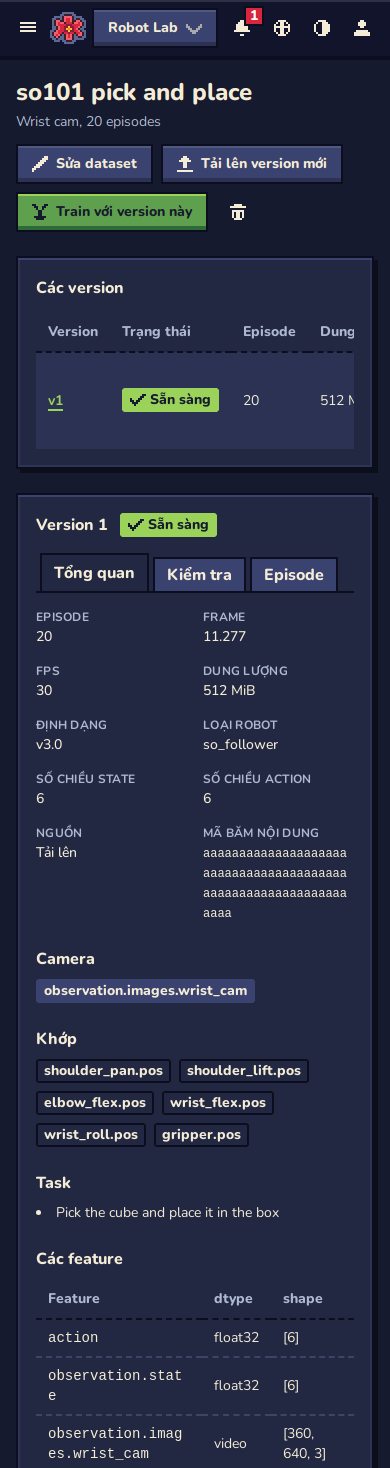 Robot Lab
1
so101 pick and place
Wrist cam, 20 episodes
Sửa dataset
Tải lên version mới
Train với version này
Các version
Version Trạng thái Episode Dung
v1 Sẵn sàng 20 512 M
Version 1 Sẵn sàng
Tổng quan Kiểm tra Episode
EPISODE FRAME
20 11.277
FPS DUNG LƯỢNG
30 512 MiB
ĐỊNH DẠNG LOẠI ROBOT
v3.0 so_follower
SỐ CHIỀU STATE SỐ CHIỀU ACTION
6 6
NGUỒN MÃ BĂM NỘI DUNG
Tải lên aaaaaaaaaaaaaaaaaaaa
aaaaaaaaaaaaaaaaaaaa
aaaaaaaaaaaaaaaaaaaa
aaaa
Camera
observation.images.wrist_cam
Khớp
shoulder_pan.pos shoulder_lift.pos
elbow_flex.pos wrist_flex.pos
wrist_roll.pos gripper.pos
Task
• Pick the cube and place it in the box
Các feature
Feature dtype shape
action float32 [6]
observation.stat
e float32 [6]
observation.imag
es.wrist_cam video [360,
640, 3]